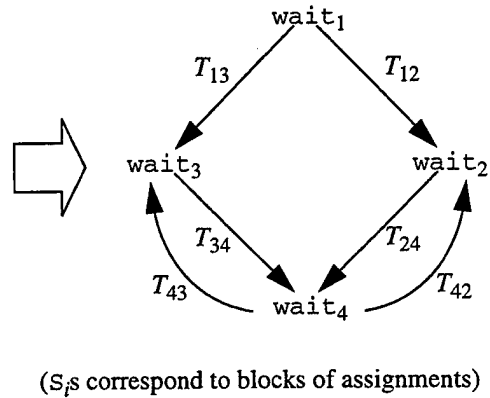 wait₁
T₁₃ T₁₂
wait₃ wait₂
T₃₄ T₂₄
T₄₃ wait₄ T₄₂
(Sᵢs correspond to blocks of assignments)